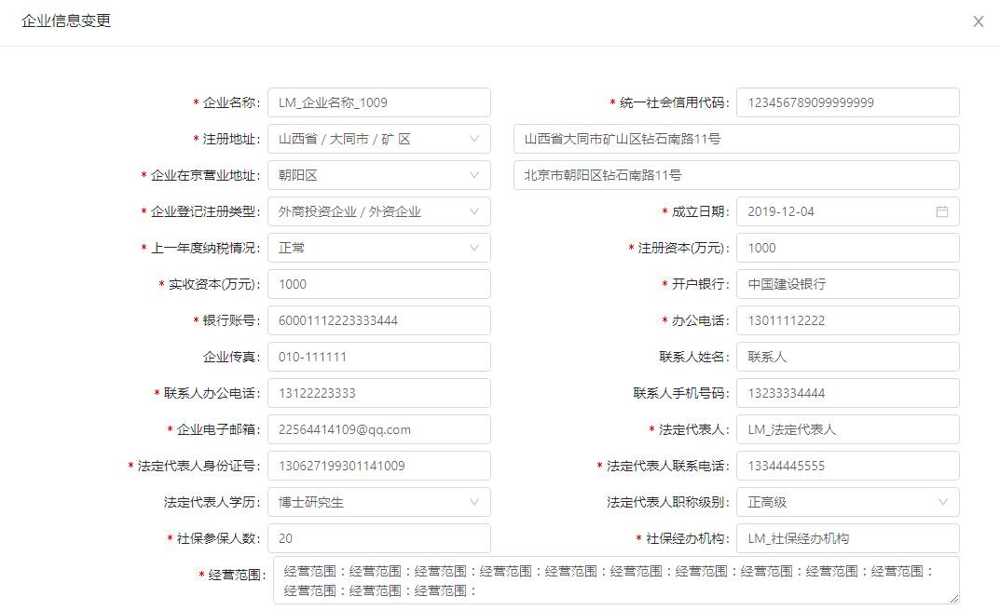 企业信息变更
* 企业名称: LM_企业名称_1009 * 统一社会信用代码: 123456789099999999
* 注册地址: 山西省 / 大同市 / 矿 区 山西省大同市矿山区钻石南路11号
* 企业在京营业地址: 朝阳区 北京市朝阳区钻石南路11号
* 企业登记注册类型: 外商投资企业 / 外资企业 * 成立日期: 2019-12-04
* 上一年度纳税情况: 正常 * 注册资本(万元): 1000
* 实收资本(万元): 1000 * 开户银行: 中国建设银行
* 银行账号: 60001112223333444 * 办公电话: 13011112222
企业传真: 010-111111 联系人姓名: 联系人
* 联系人办公电话: 13122223333 联系人手机号码: 13233334444
* 企业电子邮箱: 22564414109@qq.com * 法定代表人: LM_法定代表人
* 法定代表人身份证号: 130627199301141009 * 法定代表人联系电话: 13344445555
法定代表人学历: 博士研究生 法定代表人职称级别: 正高级
* 社保参保人数: 20 * 社保经办机构: LM_社保经办机构
* 经营范围: 经营范围：经营范围：经营范围：经营范围：经营范围：经营范围：经营范围：经营范围：经营范围：经营范围：
经营范围：经营范围：经营范围：